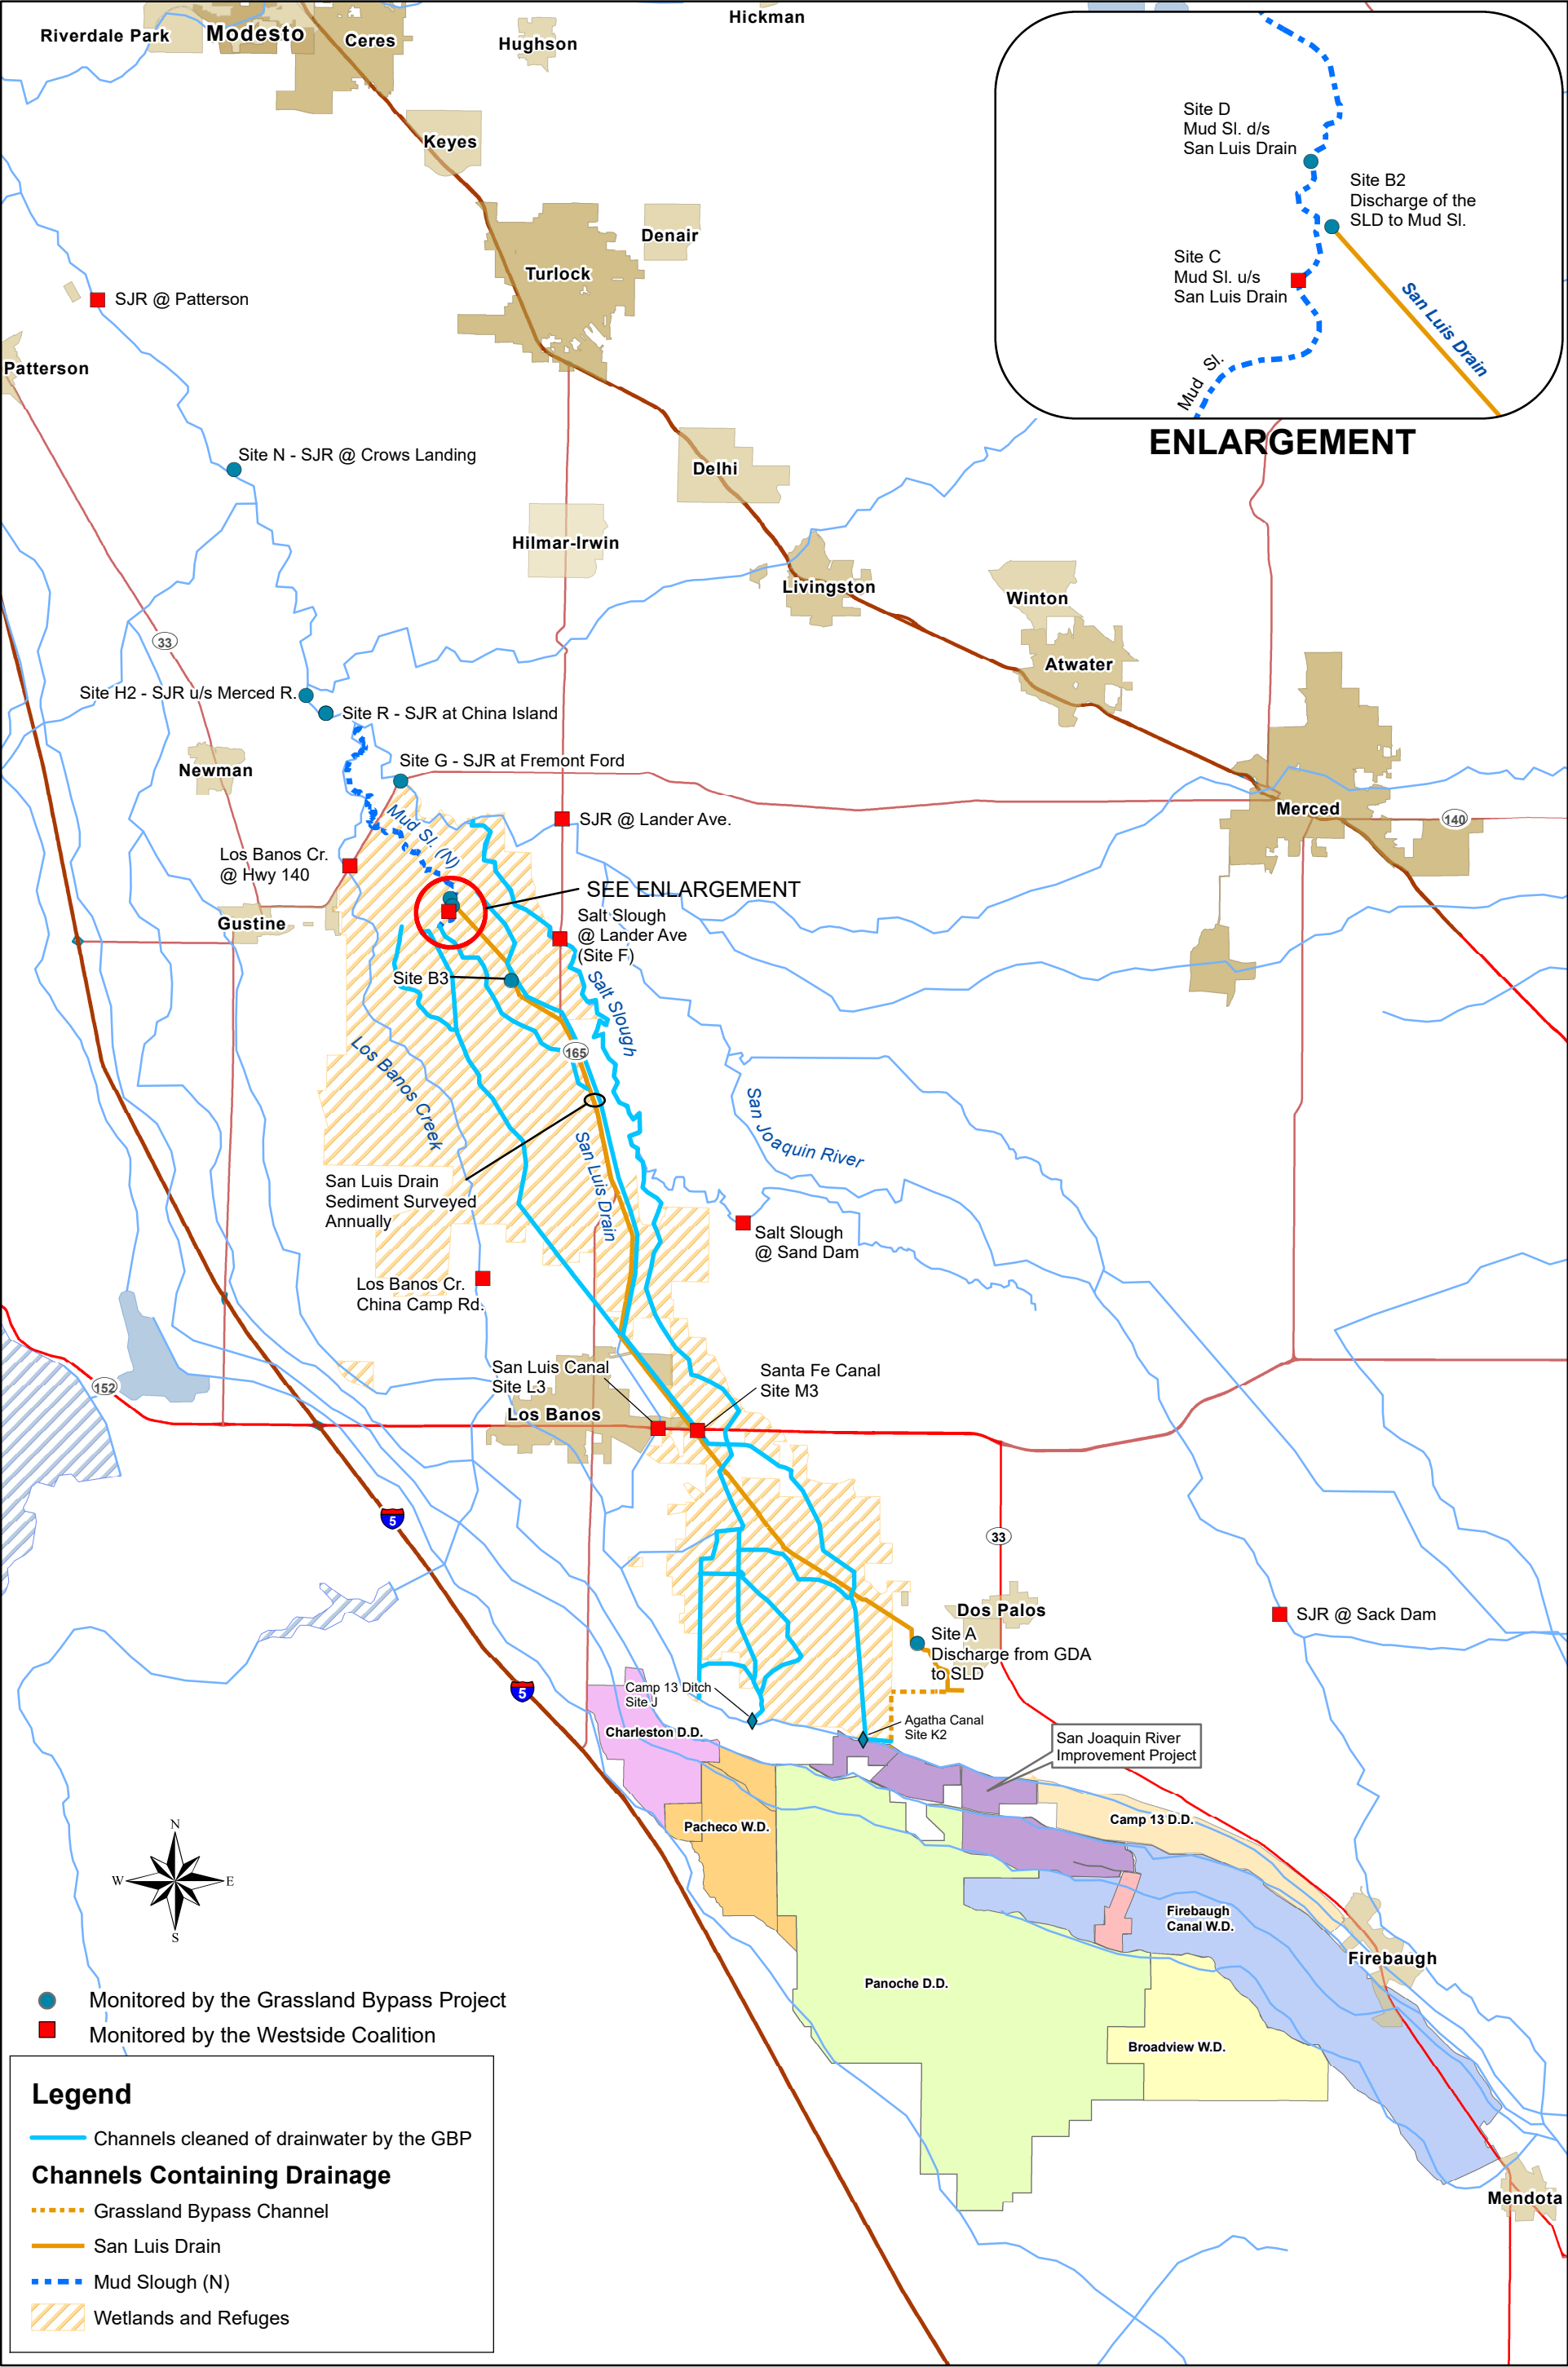 Hickman
Riverdale Park
Modesto
Ceres
Hughson
Keyes
Denair
Turlock
SJR @ Patterson
Patterson
Site D
Mud Sl. d/s
San Luis Drain
Site B2
Discharge of the
SLD to Mud Sl.
Site C
Mud Sl. u/s
San Luis Drain
San Luis Drain
Mud Sl.
ENLARGEMENT
Site N - SJR @ Crows Landing
Delhi
Hilmar-Irwin
Livingston
Winton
33
Atwater
Site H2 - SJR u/s Merced R.
Site R - SJR at China Island
Newman
Site G - SJR at Fremont Ford
Mud Sl. (N)
SJR @ Lander Ave.
Merced
140
Los Banos Cr.
@ Hwy 140
SEE ENLARGEMENT
Gustine
Salt Slough
@ Lander Ave
(Site F)
Site B3
Salt Slough
165
Los Banos Creek
San Joaquin River
San Luis Drain
San Luis Drain
Sediment Surveyed
Annually
Salt Slough
@ Sand Dam
Los Banos Cr.
China Camp Rd.
152
San Luis Canal
Site L3
Santa Fe Canal
Site M3
Los Banos
5
33
Dos Palos
SJR @ Sack Dam
Site A
Discharge from GDA
to SLD
5
Camp 13 Ditch
Site J
Charleston D.D.
Agatha Canal
Site K2
San Joaquin River
Improvement Project
Pacheco W.D.
Camp 13 D.D.
N
W
E
S
Firebaugh
Canal W.D.
Firebaugh
Panoche D.D.
Broadview W.D.
Mendota
Monitored by the Grassland Bypass Project
Monitored by the Westside Coalition
Legend
Channels cleaned of drainwater by the GBP
Channels Containing Drainage
Grassland Bypass Channel
San Luis Drain
Mud Slough (N)
Wetlands and Refuges